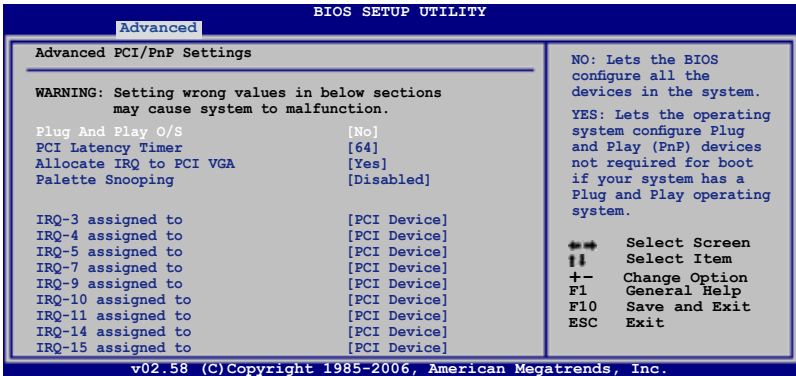 BIOS SETUP UTILITY
Advanced
Advanced PCI/PnP Settings
WARNING: Setting wrong values in below sections
may cause system to malfunction.
Plug And Play O/S [No]
PCI Latency Timer [64]
Allocate IRQ to PCI VGA [Yes]
Palette Snooping [Disabled]
IRQ-3 assigned to [PCI Device]
IRQ-4 assigned to [PCI Device]
IRQ-5 assigned to [PCI Device]
IRQ-7 assigned to [PCI Device]
IRQ-9 assigned to [PCI Device]
IRQ-10 assigned to [PCI Device]
IRQ-11 assigned to [PCI Device]
IRQ-14 assigned to [PCI Device]
IRQ-15 assigned to [PCI Device]
NO: Lets the BIOS
configure all the
devices in the system.
YES: Lets the operating
system configure Plug
and Play (PnP) devices
not required for boot
if your system has a
Plug and Play operating
system.
←→ Select Screen
↑↓ Select Item
+- Change Option
F1 General Help
F10 Save and Exit
ESC Exit
v02.58 (C)Copyright 1985-2006, American Megatrends, Inc.